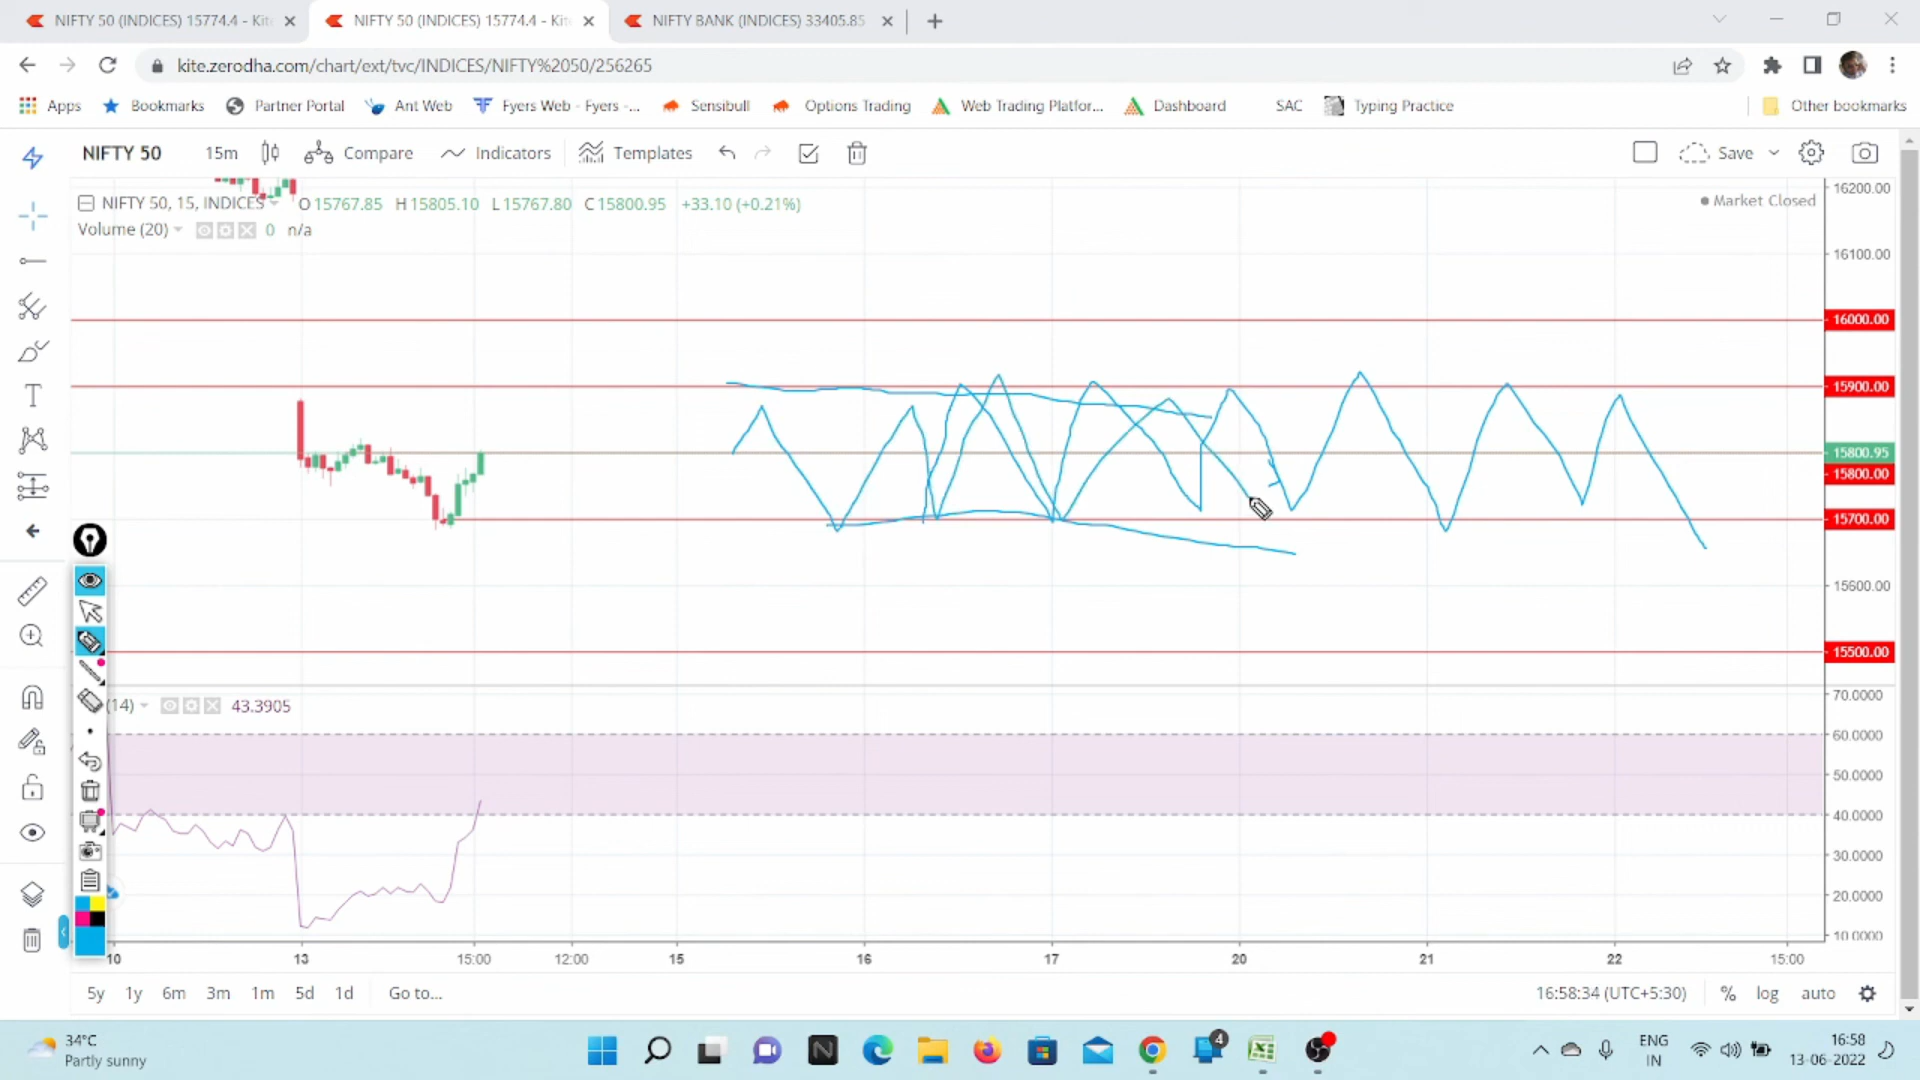 NIFTY 50 (INDICES) 15774.4 - Kit
NIFTY 50 (INDICES) 15774.4 - Kit
NIFTY BANK (INDICES) 33405.85
kite.zerodha.com/chart/ext/tvc/INDICES/NIFTY%2050/256265
Apps
Bookmarks
Partner Portal
Ant Web
Fyers Web - Fyers -...
Sensibull
Options Trading
Web Trading Platfor...
Dashboard
SAC
Typing Practice
Other bookmarks
NIFTY 50
15m
Compare
Indicators
Templates
Save
NIFTY 50, 15, INDICES
O 15767.85 H 15805.10 L 15767.80 C 15800.95 +33.10 (+0.21%)
Market Closed
Volume (20)
0 n/a
16200.00
16100.00
16000.00
15900.00
15800.95
15800.00
15700.00
15600.00
15500.00
(14)
43.3905
70.0000
60.0000
50.0000
40.0000
30.0000
20.0000
10.0000
10
13
15:00
12:00
15
16
17
20
21
22
15:00
5y
1y
6m
3m
1m
5d
1d
Go to...
16:58:34 (UTC+5:30)
%
log
auto
34°C
Partly sunny
4
ENG
IN
16:58
13-06-2022